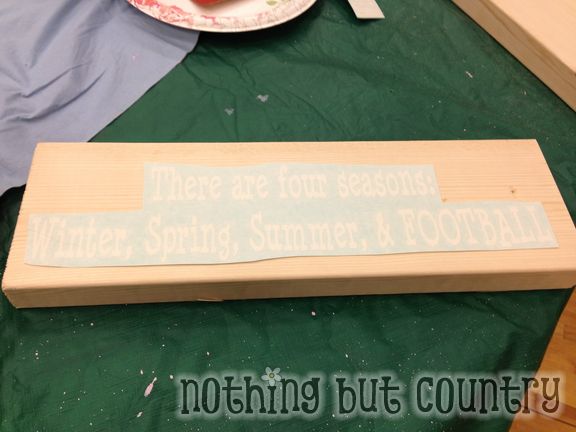 There are four seasons:
Winter, Spring, Summer, & FOOTBALL
nothing but country